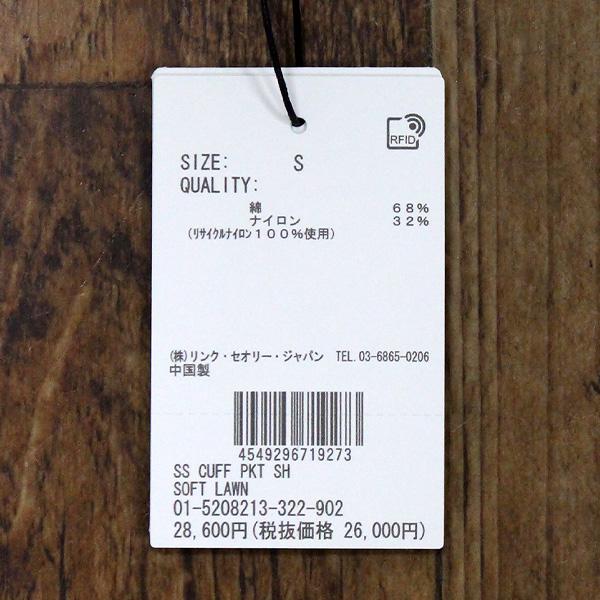 RFID
SIZE: S
QUALITY:
綿 68%
ナイロン 32%
(ﾘｻｲｸﾙﾅｲﾛﾝ100%使用)
(株)リンク・セオリー・ジャパン TEL.03-6865-0206
中国製
4549296719273
SS CUFF PKT SH
SOFT LAWN
01-5208213-322-902
28,600円(税抜価格 26,000円)